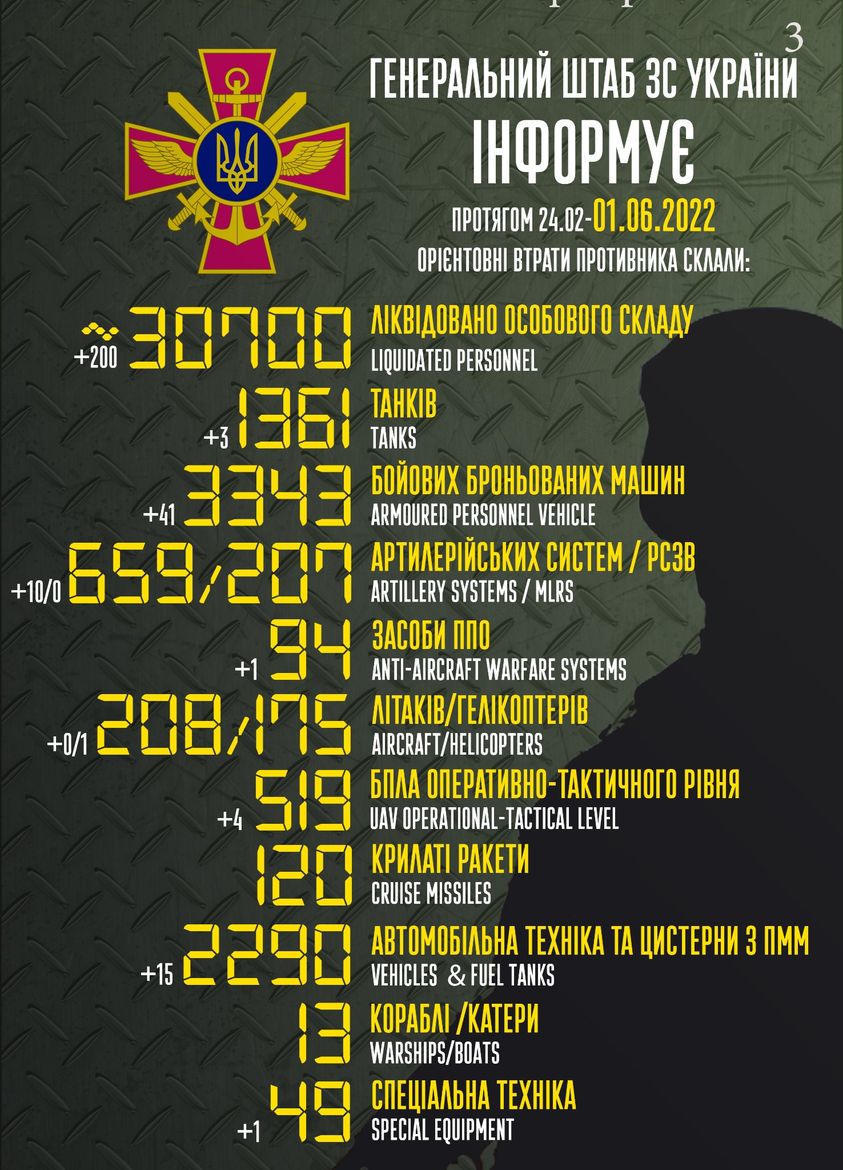 3
ГЕНЕРАЛЬНИЙ ШТАБ ЗС УКРАЇНИ
ІНФОРМУЄ
ПРОТЯГОМ 24.02-01.06.2022
ОРІЄНТОВНІ ВТРАТИ ПРОТИВНИКА СКЛАЛИ:
+200 ~30700 ЛІКВІДОВАНО ОСОБОВОГО СКЛАДУ
LIQUIDATED PERSONNEL
+3 1361 ТАНКІВ
TANKS
+41 3343 БОЙОВИХ БРОНЬОВАНИХ МАШИН
ARMOURED PERSONNEL VEHICLE
+10/0 659/207 АРТИЛЕРІЙСЬКИХ СИСТЕМ / РСЗВ
ARTILLERY SYSTEMS / MLRS
+1 94 ЗАСОБИ ППО
ANTI-AIRCRAFT WARFARE SYSTEMS
+0/1 208/175 ЛІТАКІВ/ГЕЛІКОПТЕРІВ
AIRCRAFT/HELICOPTERS
+4 519 БПЛА ОПЕРАТИВНО-ТАКТИЧНОГО РІВНЯ
UAV OPERATIONAL-TACTICAL LEVEL
120 КРИЛАТІ РАКЕТИ
CRUISE MISSILES
+15 2290 АВТОМОБІЛЬНА ТЕХНІКА ТА ЦИСТЕРНИ З ПММ
VEHICLES & FUEL TANKS
13 КОРАБЛІ /КАТЕРИ
WARSHIPS/BOATS
+1 49 СПЕЦІАЛЬНА ТЕХНІКА
SPECIAL EQUIPMENT